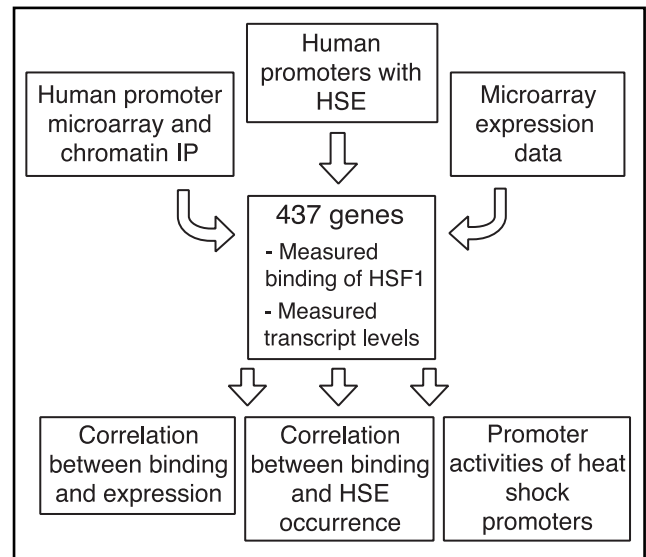 Human promoter
microarray and
chromatin IP
Human
promoters with
HSE
Microarray
expression
data
437 genes
- Measured
binding of HSF1
- Measured
transcript levels
Correlation
between binding
and expression
Correlation
between binding
and HSE
occurrence
Promoter
activities of heat
shock
promoters